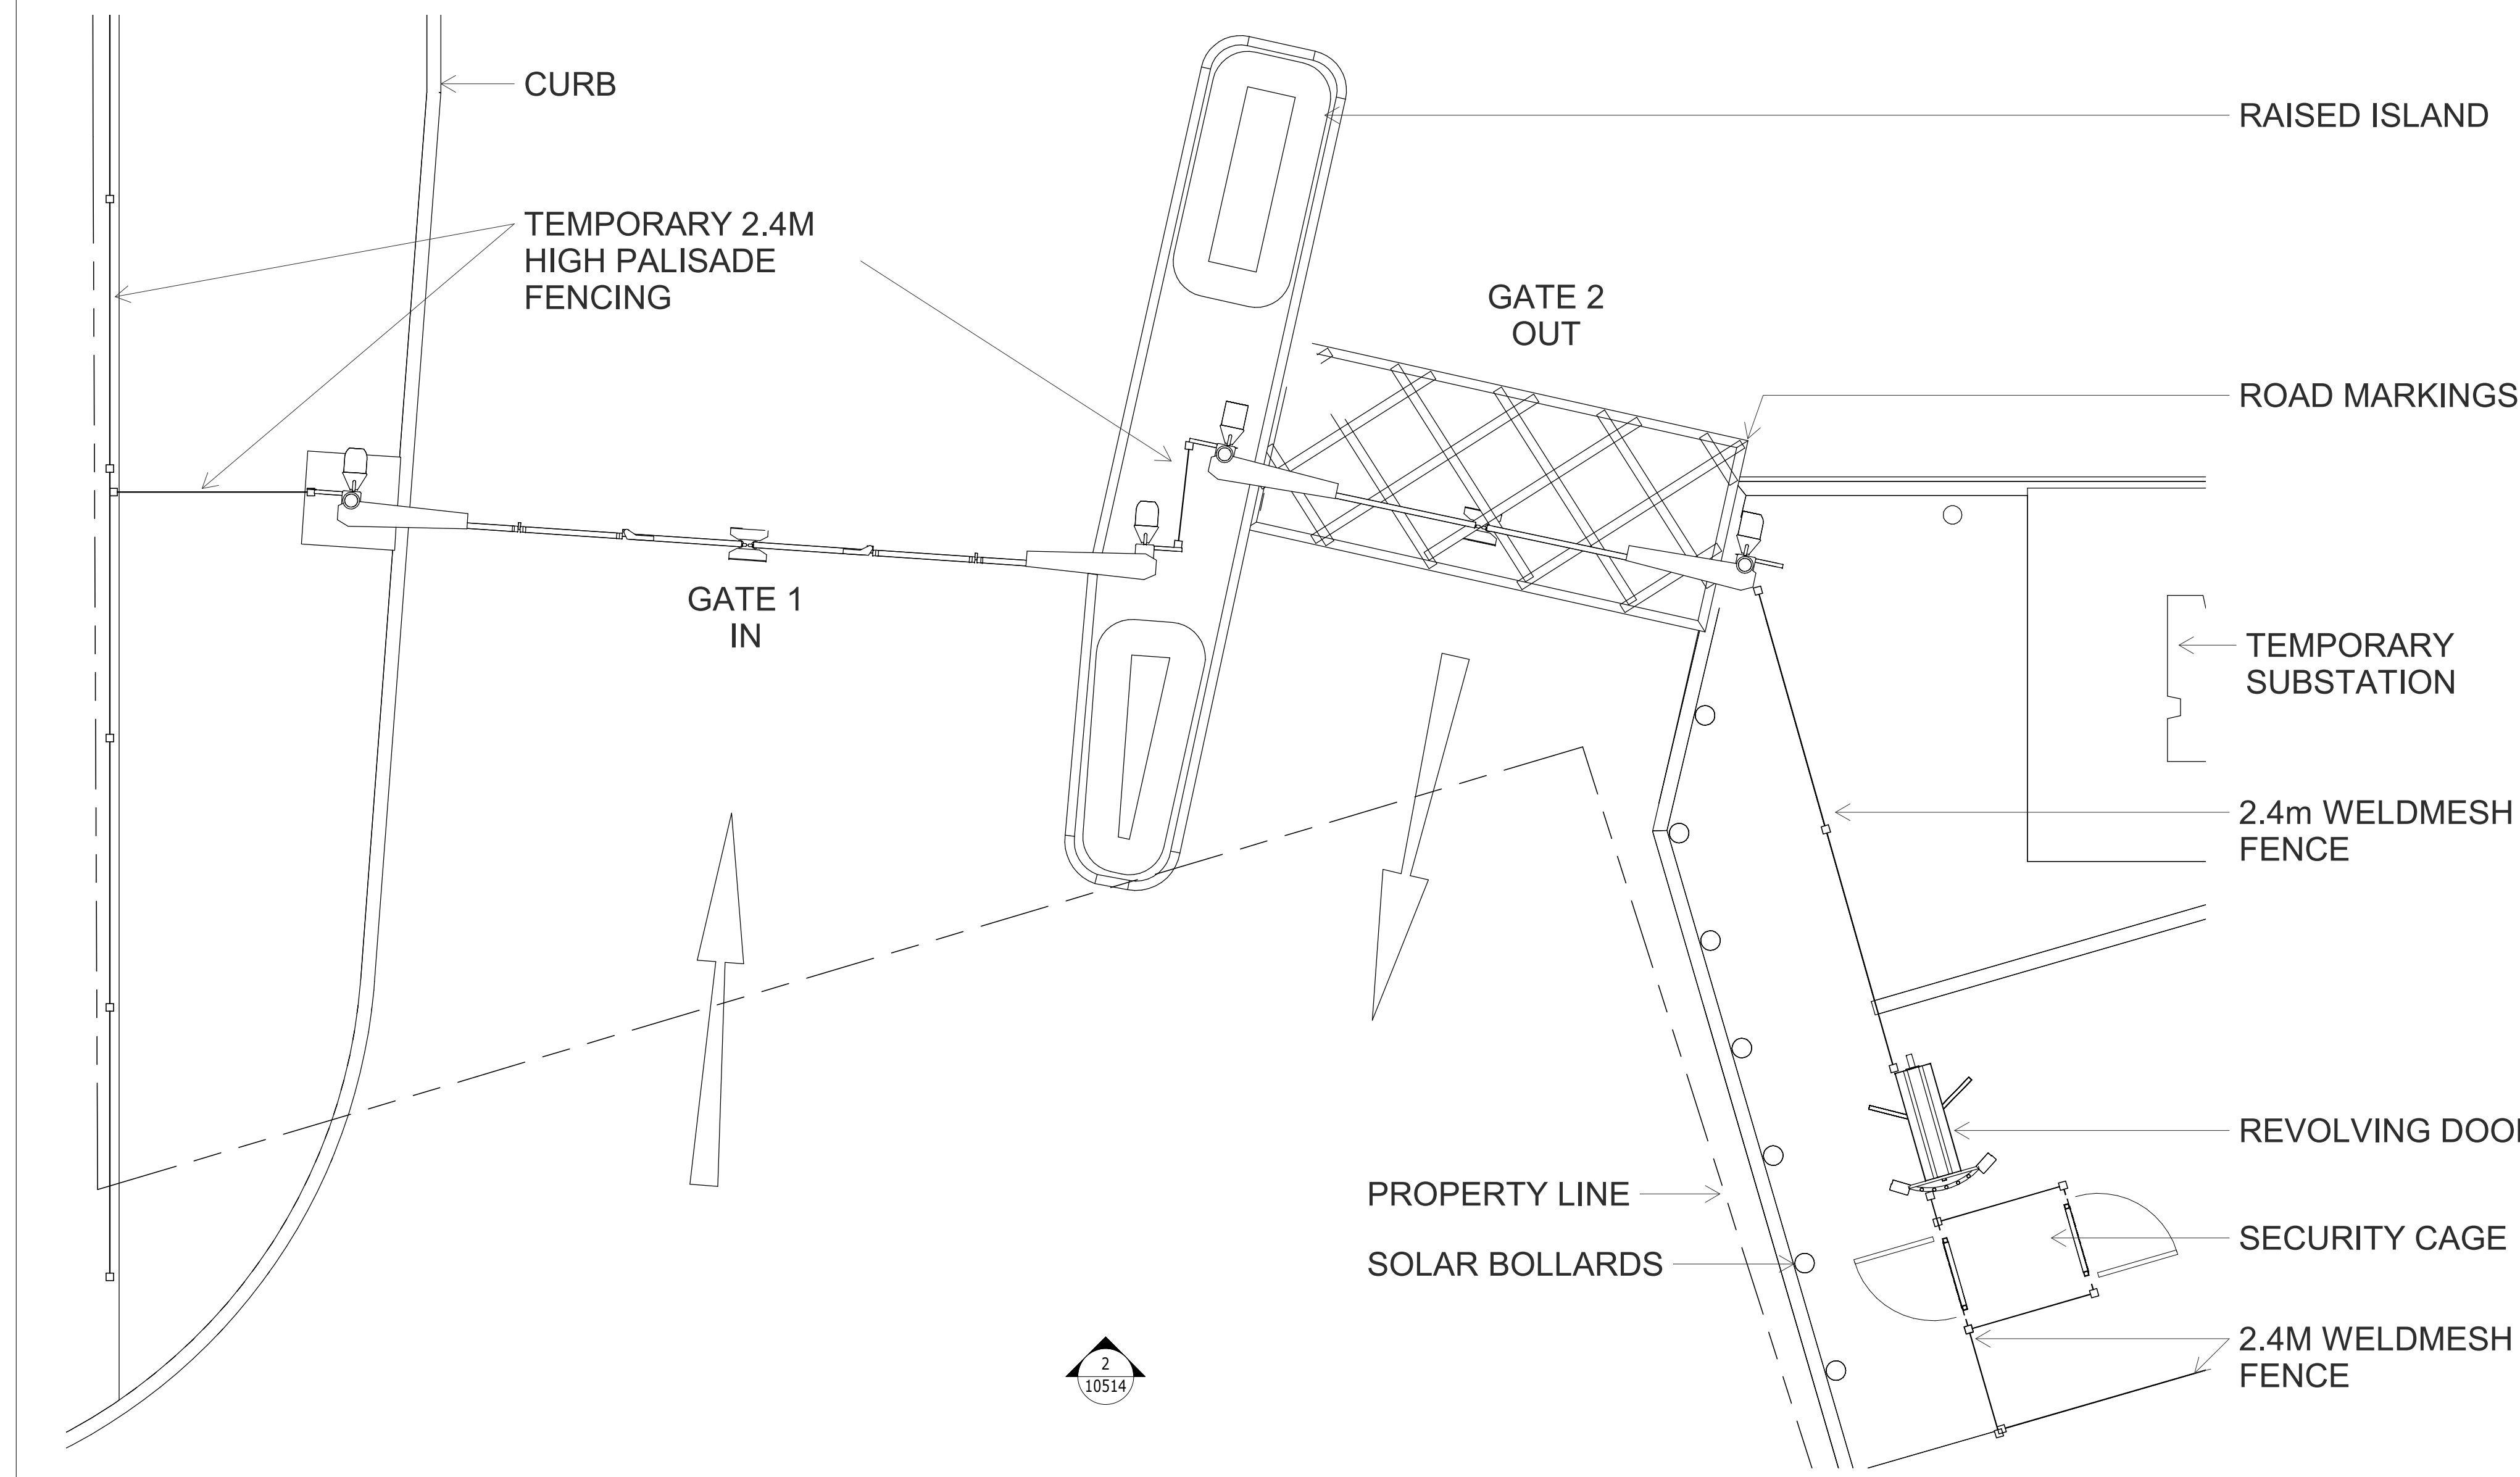 CURB
RAISED ISLAND
TEMPORARY 2.4M
HIGH PALISADE
FENCING
GATE 2
OUT
ROAD MARKINGS
GATE 1
IN
TEMPORARY
SUBSTATION
2.4m WELDMESH
FENCE
REVOLVING DOO
PROPERTY LINE
SECURITY CAGE
SOLAR BOLLARDS
2.4M WELDMESH
FENCE
2
10514